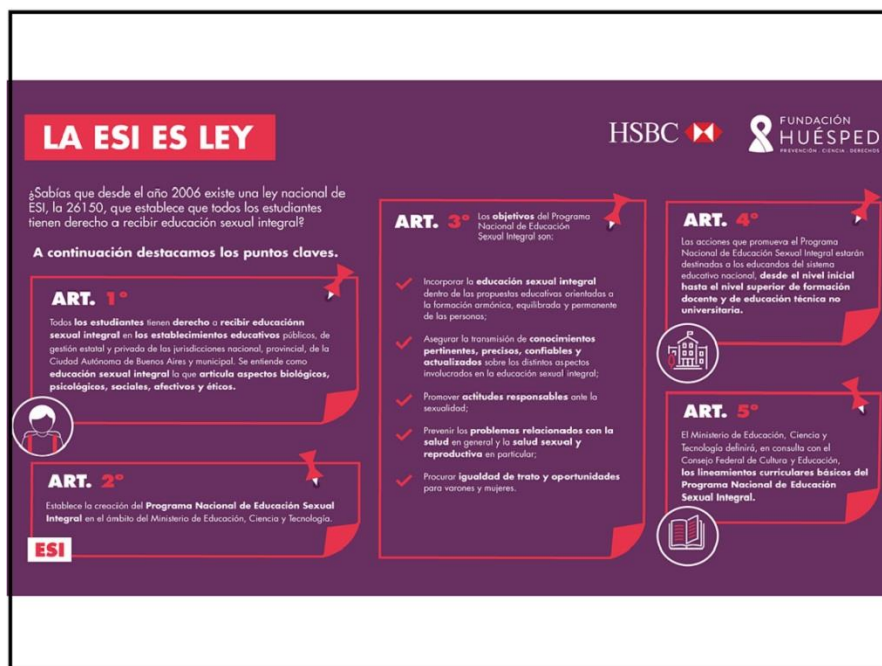 LA ESI ES LEY
HSBC
FUNDACIÓN
HUÉSPED
PREVENCIÓN . CIENCIA . DERECHOS
¿Sabías que desde el año 2006 existe una ley nacional de
ESI, la 26150, que establece que todos los estudiantes
tienen derecho a recibir educación sexual integral?
A continuación destacamos los puntos claves.
ART. 1º
Todos los estudiantes tienen derecho a recibir educaciónn
sexual integral en los establecimientos educativos públicos, de
gestión estatal y privada de las jurisdicciones nacional, provincial, de la
Ciudad Autónoma de Buenos Aires y municipal. Se entiende como
educación sexual integral la que articula aspectos biológicos,
psicológicos, sociales, afectivos y éticos.
ART. 2º
Establece la creación del Programa Nacional de Educación Sexual
Integral en el ámbito del Ministerio de Educación, Ciencia y Tecnología.
ESI
ART. 3º
Los objetivos del Programa
Nacional de Educación
Sexual Integral son:
Incorporar la educación sexual integral
dentro de las propuestas educativas orientadas a
la formación armónica, equilibrada y permanente
de las personas;
Asegurar la transmisión de conocimientos
pertinentes, precisos, confiables y
actualizados sobre los distintos aspectos
involucrados en la educación sexual integral;
Promover actitudes responsables ante la
sexualidad;
Prevenir los problemas relacionados con la
salud en general y la salud sexual y
reproductiva en particular;
Procurar igualdad de trato y oportunidades
para varones y mujeres.
ART. 4º
Las acciones que promueva el Programa
Nacional de Educación Sexual Integral estarán
destinadas a los educandos del sistema
educativo nacional, desde el nivel inicial
hasta el nivel superior de formación
docente y de educación técnica no
universitaria.
ART. 5º
El Ministerio de Educación, Ciencia y
Tecnología definirá, en consulta con el
Consejo Federal de Cultura y Educación,
los lineamientos curriculares básicos del
Programa Nacional de Educación
Sexual Integral.